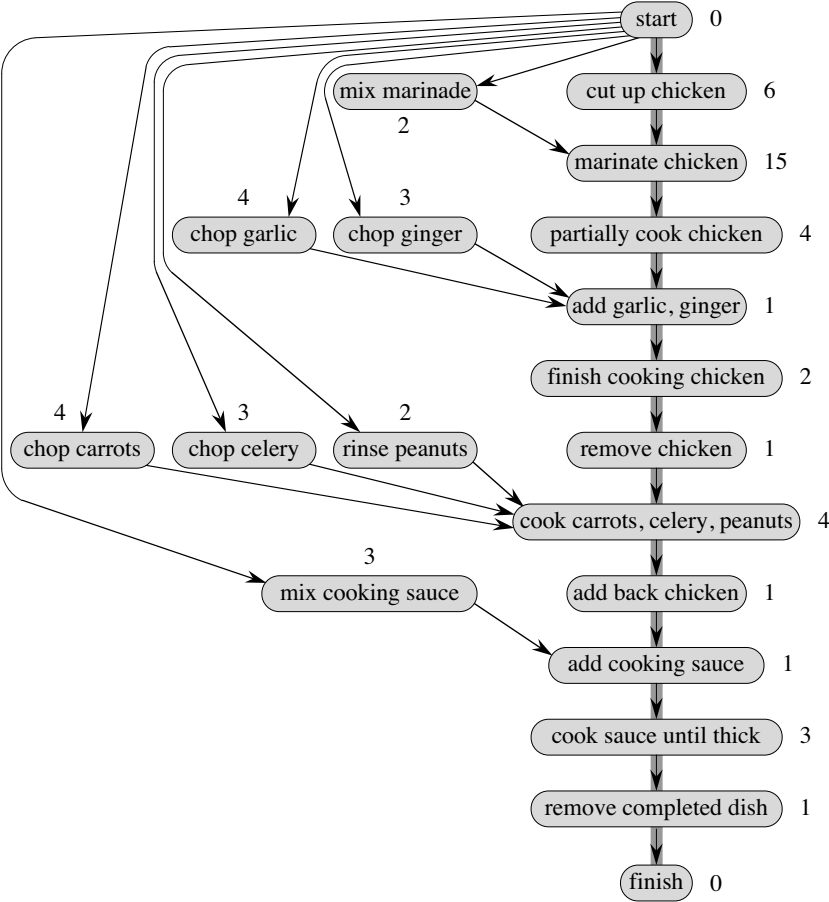 start 0
mix marinade cut up chicken 6
2
marinate chicken 15
4 3
chop garlic chop ginger partially cook chicken 4
add garlic, ginger 1
finish cooking chicken 2
4 3 2
chop carrots chop celery rinse peanuts remove chicken 1
cook carrots, celery, peanuts 4
3
mix cooking sauce add back chicken 1
add cooking sauce 1
cook sauce until thick 3
remove completed dish 1
finish 0